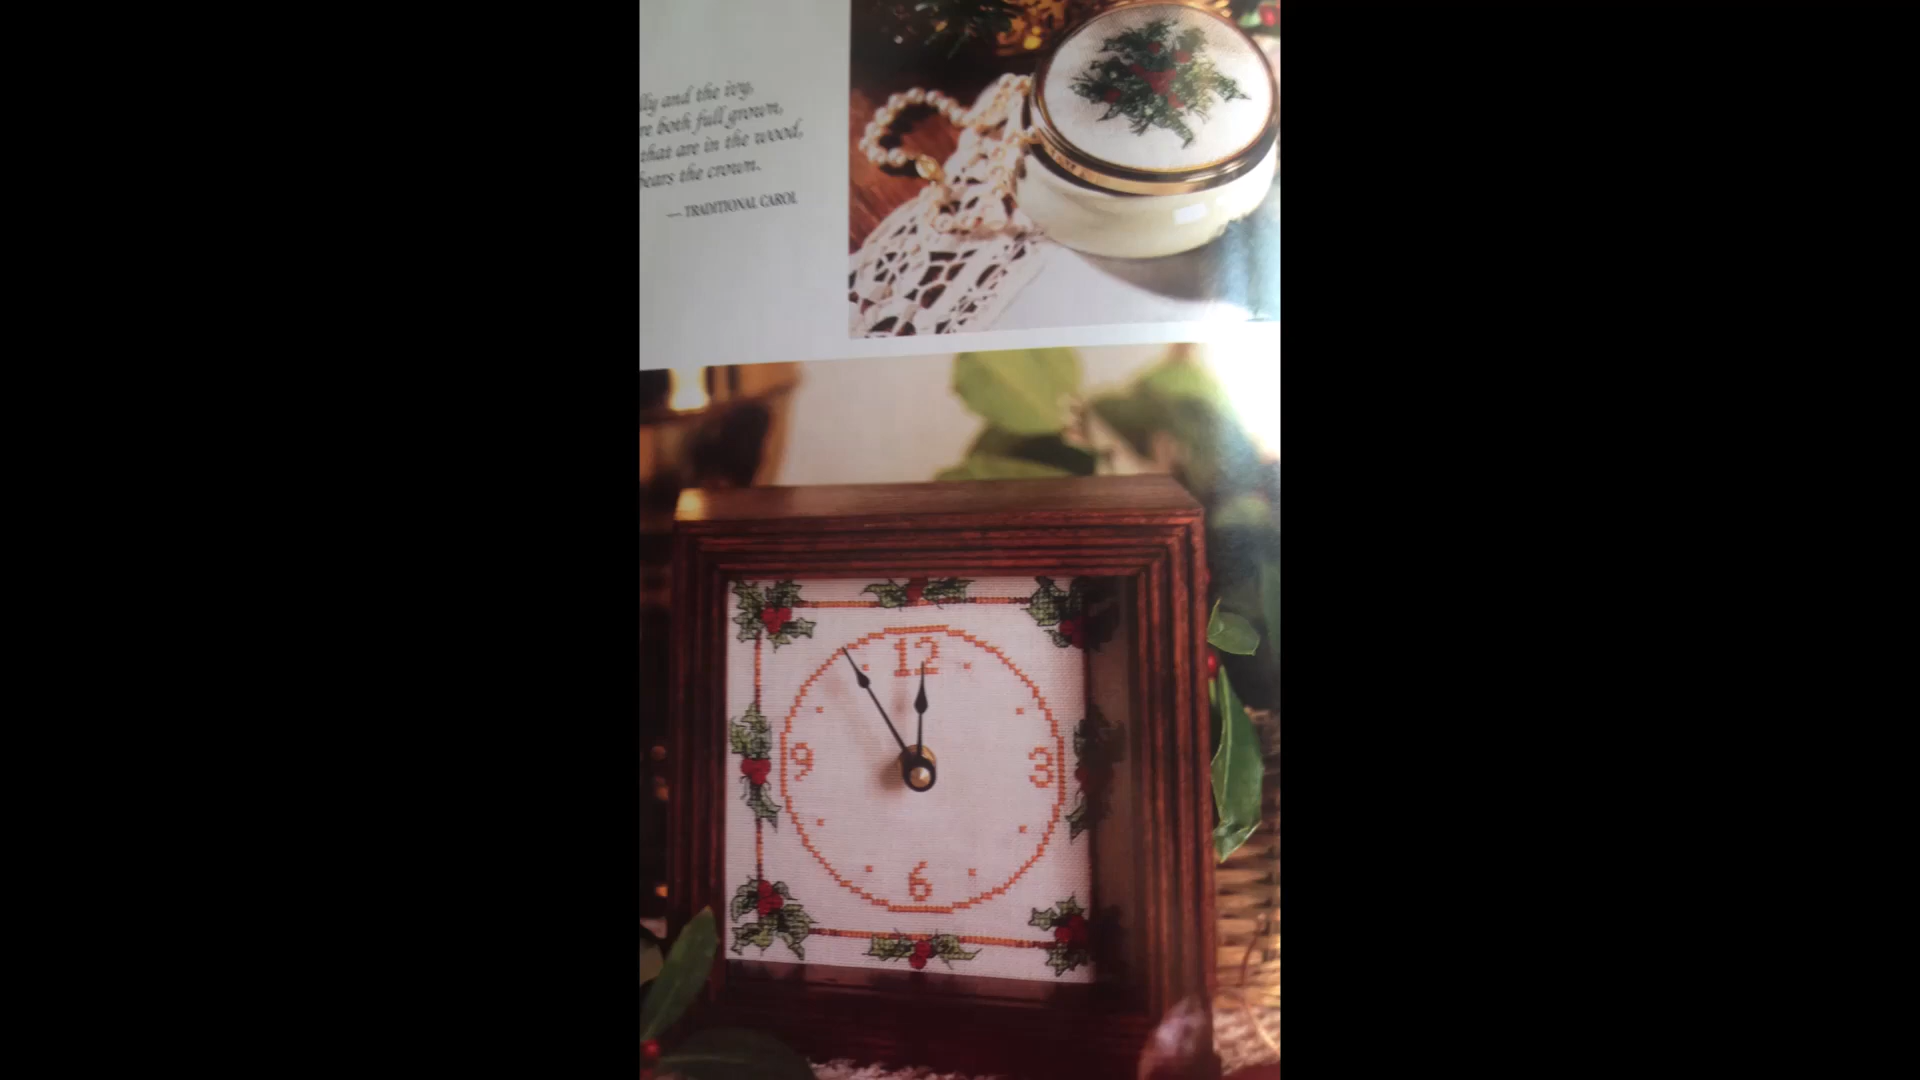 lly and the ivy,
re both full grown,
that are in the wood,
bears the crown.
— TRADITIONAL CAROL
12
9 3
6